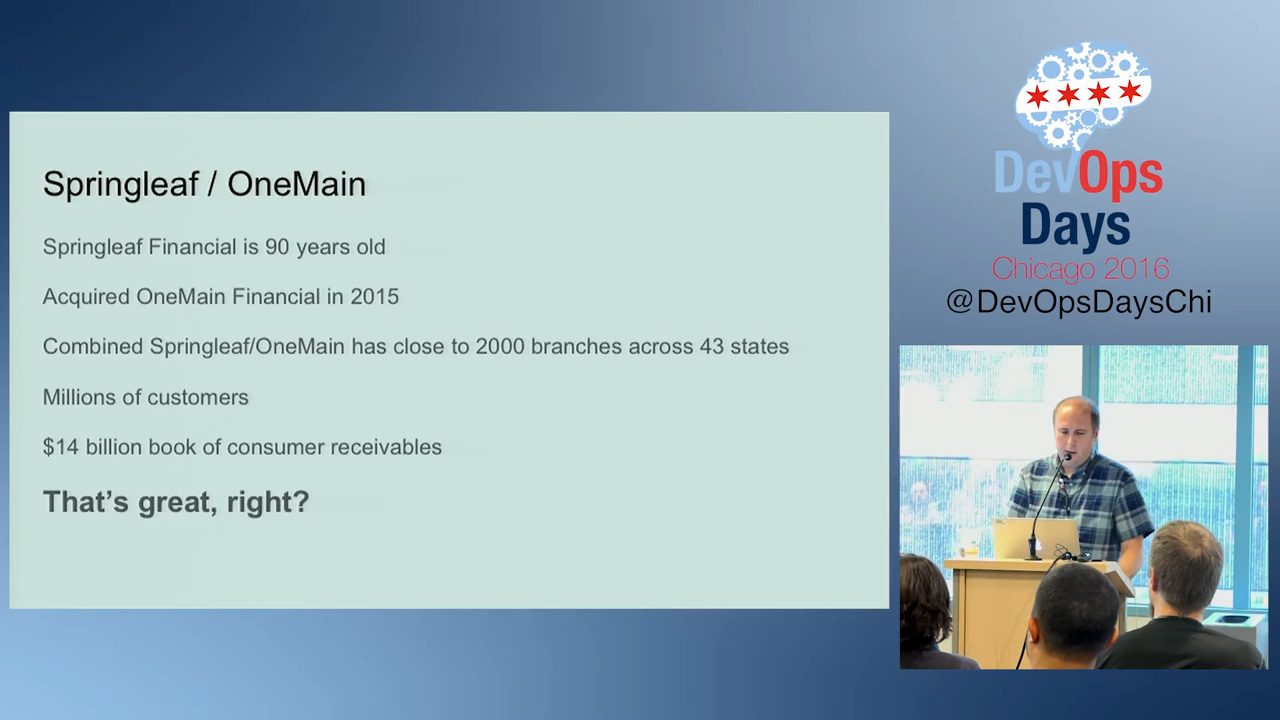 Springleaf / OneMain
Springleaf Financial is 90 years old
Acquired OneMain Financial in 2015
Combined Springleaf/OneMain has close to 2000 branches across 43 states
Millions of customers
$14 billion book of consumer receivables
That's great, right?
DevOps
Days
Chicago 2016
@DevOpsDaysChi